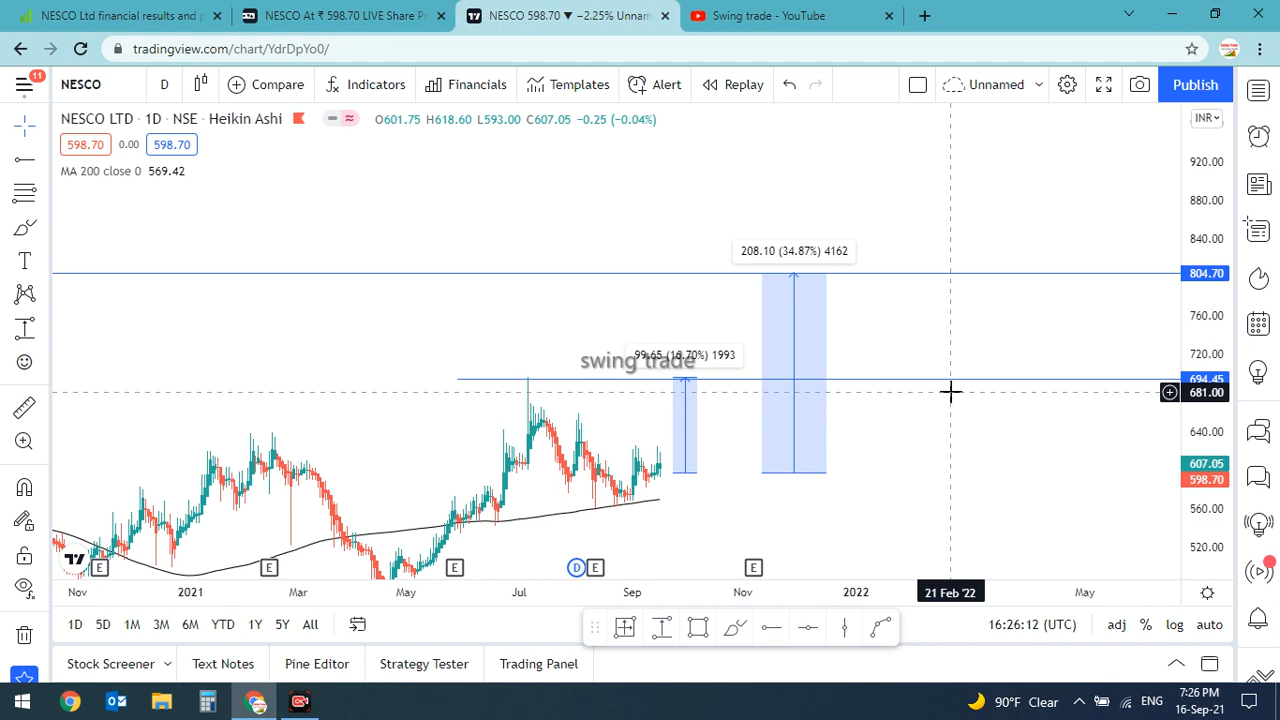 NESCO Ltd financial results and p
NESCO At ₹ 598.70 LIVE Share P
NESCO 598.70 ▼ −2.25% Unnam
Swing trade - YouTube
tradingview.com/chart/YdrDpYo0/
11
NESCO
D
Compare
Indicators
Financials
Templates
Alert
Replay
Unnamed
Publish
NESCO LTD · 1D · NSE · Heikin Ashi
O601.75 H618.60 L593.00 C607.05 −0.25 (−0.04%)
INR
598.70
0.00
598.70
MA 200 close 0 569.42
920.00
880.00
840.00
208.10 (34.87%) 4162
804.70
760.00
720.00
99.65 (16.70%) 1993
swing trade
694.45
681.00
640.00
607.05
598.70
560.00
520.00
E
E
E
D
E
E
Nov
2021
Mar
May
Jul
Sep
Nov
2022
21 Feb '22
May
1D
5D
1M
3M
6M
YTD
1Y
5Y
All
16:26:12 (UTC)
adj
%
log
auto
Stock Screener
Text Notes
Pine Editor
Strategy Tester
Trading Panel
90°F Clear
ENG
7:26 PM
16-Sep-21